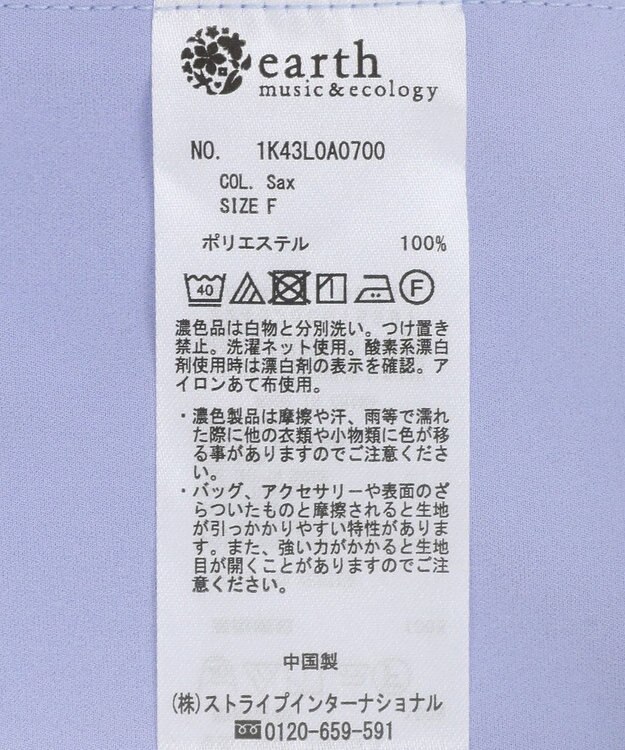 earth
music&ecology
NO. 1K43L0A0700
COL. Sax
SIZE F
ポリエステル 100%
40 F
濃色品は白物と分別洗い。つけ置き
禁止。洗濯ネット使用。酸素系漂白
剤使用時は漂白剤の表示を確認。ア
イロンあて布使用。
・濃色製品は摩擦や汗、雨等で濡れ
た際に他の衣類や小物類に色が移
る事がありますのでご注意くださ
い。
・バッグ、アクセサリーや表面のざ
らついたものと摩擦されると生地
が引っかかりやすい特性がありま
す。また、強い力がかかると生地
目が開くことがありますのでご注
意ください。
中国製
(株)ストライプインターナショナル
0120-659-591